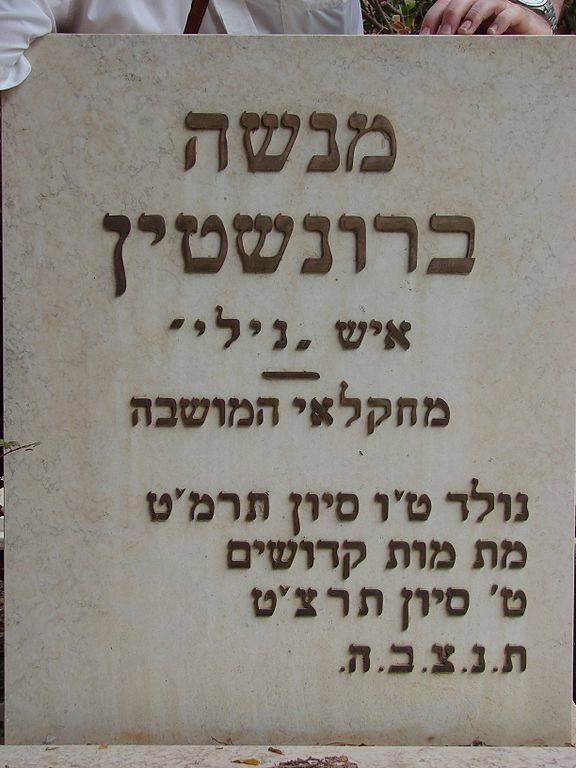 מנשה
ברונשטין
איש "נילי"
מחקלאי המושבה
נולד ט"ו סיון תרמ"ט
מת מות קדושים
ט' סיון תרצ"ט
ת.נ.צ.ב.ה.